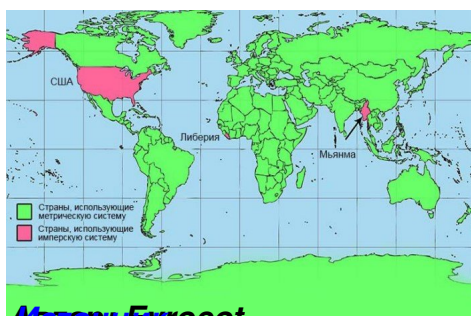 США
Либерия
Мьянма
Страны, использующие
метрическую систему
Страны, использующие
имперскую систему